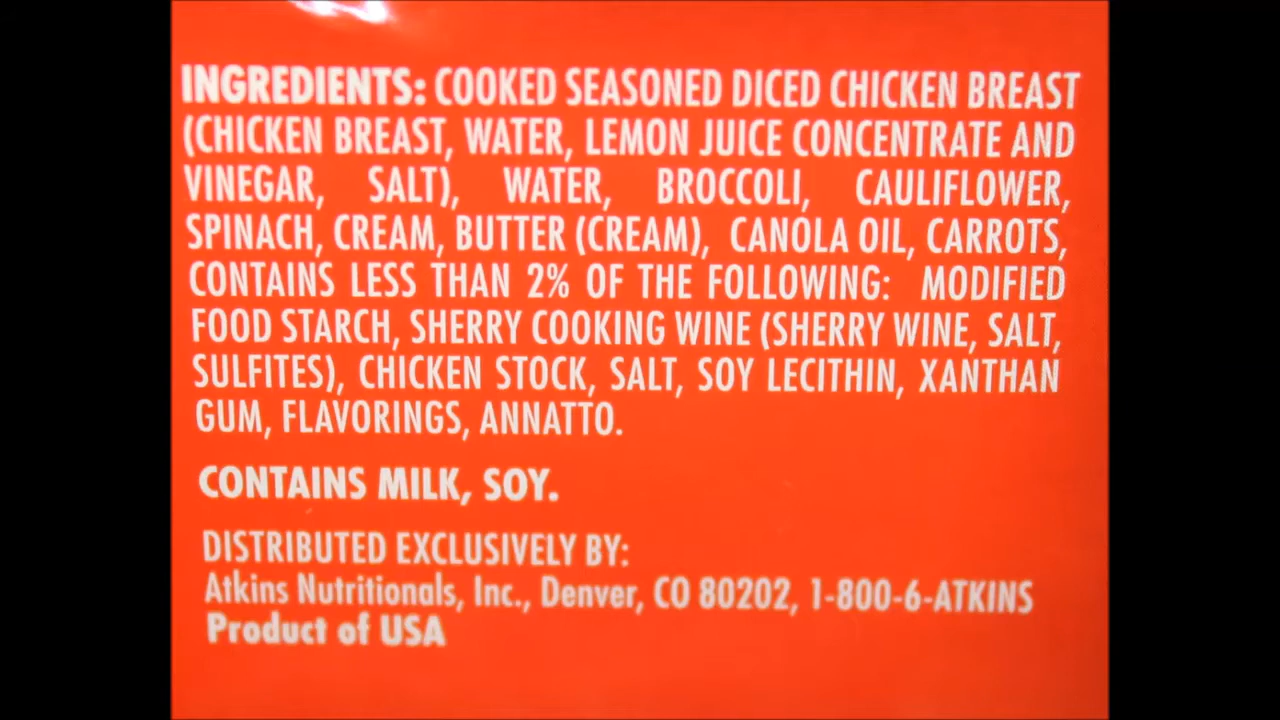 INGREDIENTS: COOKED SEASONED DICED CHICKEN BREAST
(CHICKEN BREAST, WATER, LEMON JUICE CONCENTRATE AND
VINEGAR, SALT), WATER, BROCCOLI, CAULIFLOWER,
SPINACH, CREAM, BUTTER (CREAM), CANOLA OIL, CARROTS,
CONTAINS LESS THAN 2% OF THE FOLLOWING: MODIFIED
FOOD STARCH, SHERRY COOKING WINE (SHERRY WINE, SALT,
SULFITES), CHICKEN STOCK, SALT, SOY LECITHIN, XANTHAN
GUM, FLAVORINGS, ANNATTO.
CONTAINS MILK, SOY.
DISTRIBUTED EXCLUSIVELY BY:
Atkins Nutritionals, Inc., Denver, CO 80202, 1-800-6-ATKINS
Product of USA